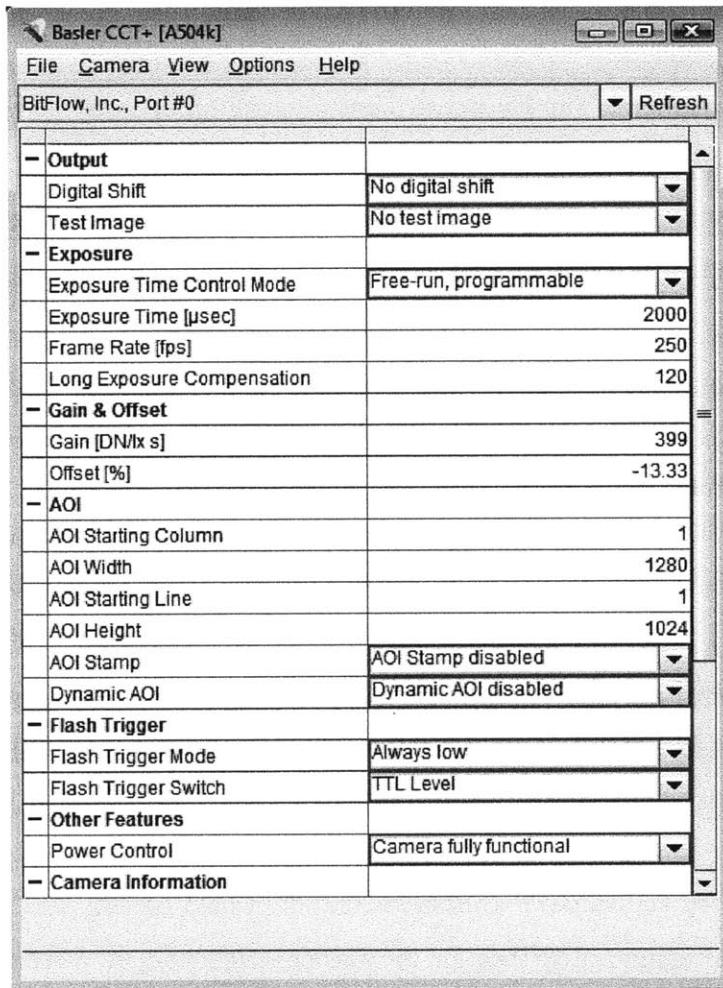 Basler CCT+ [A504k]
File Camera View Options Help
BitFlow, Inc., Port #0 Refresh
Output
Digital Shift No digital shift
Test Image No test image
Exposure
Exposure Time Control Mode Free-run, programmable
Exposure Time [µsec] 2000
Frame Rate [fps] 250
Long Exposure Compensation 120
Gain & Offset
Gain [DN/lx s] 399
Offset [%] -13.33
AOI
AOI Starting Column 1
AOI Width 1280
AOI Starting Line 1
AOI Height 1024
AOI Stamp AOI Stamp disabled
Dynamic AOI Dynamic AOI disabled
Flash Trigger
Flash Trigger Mode Always low
Flash Trigger Switch TTL Level
Other Features
Power Control Camera fully functional
Camera Information